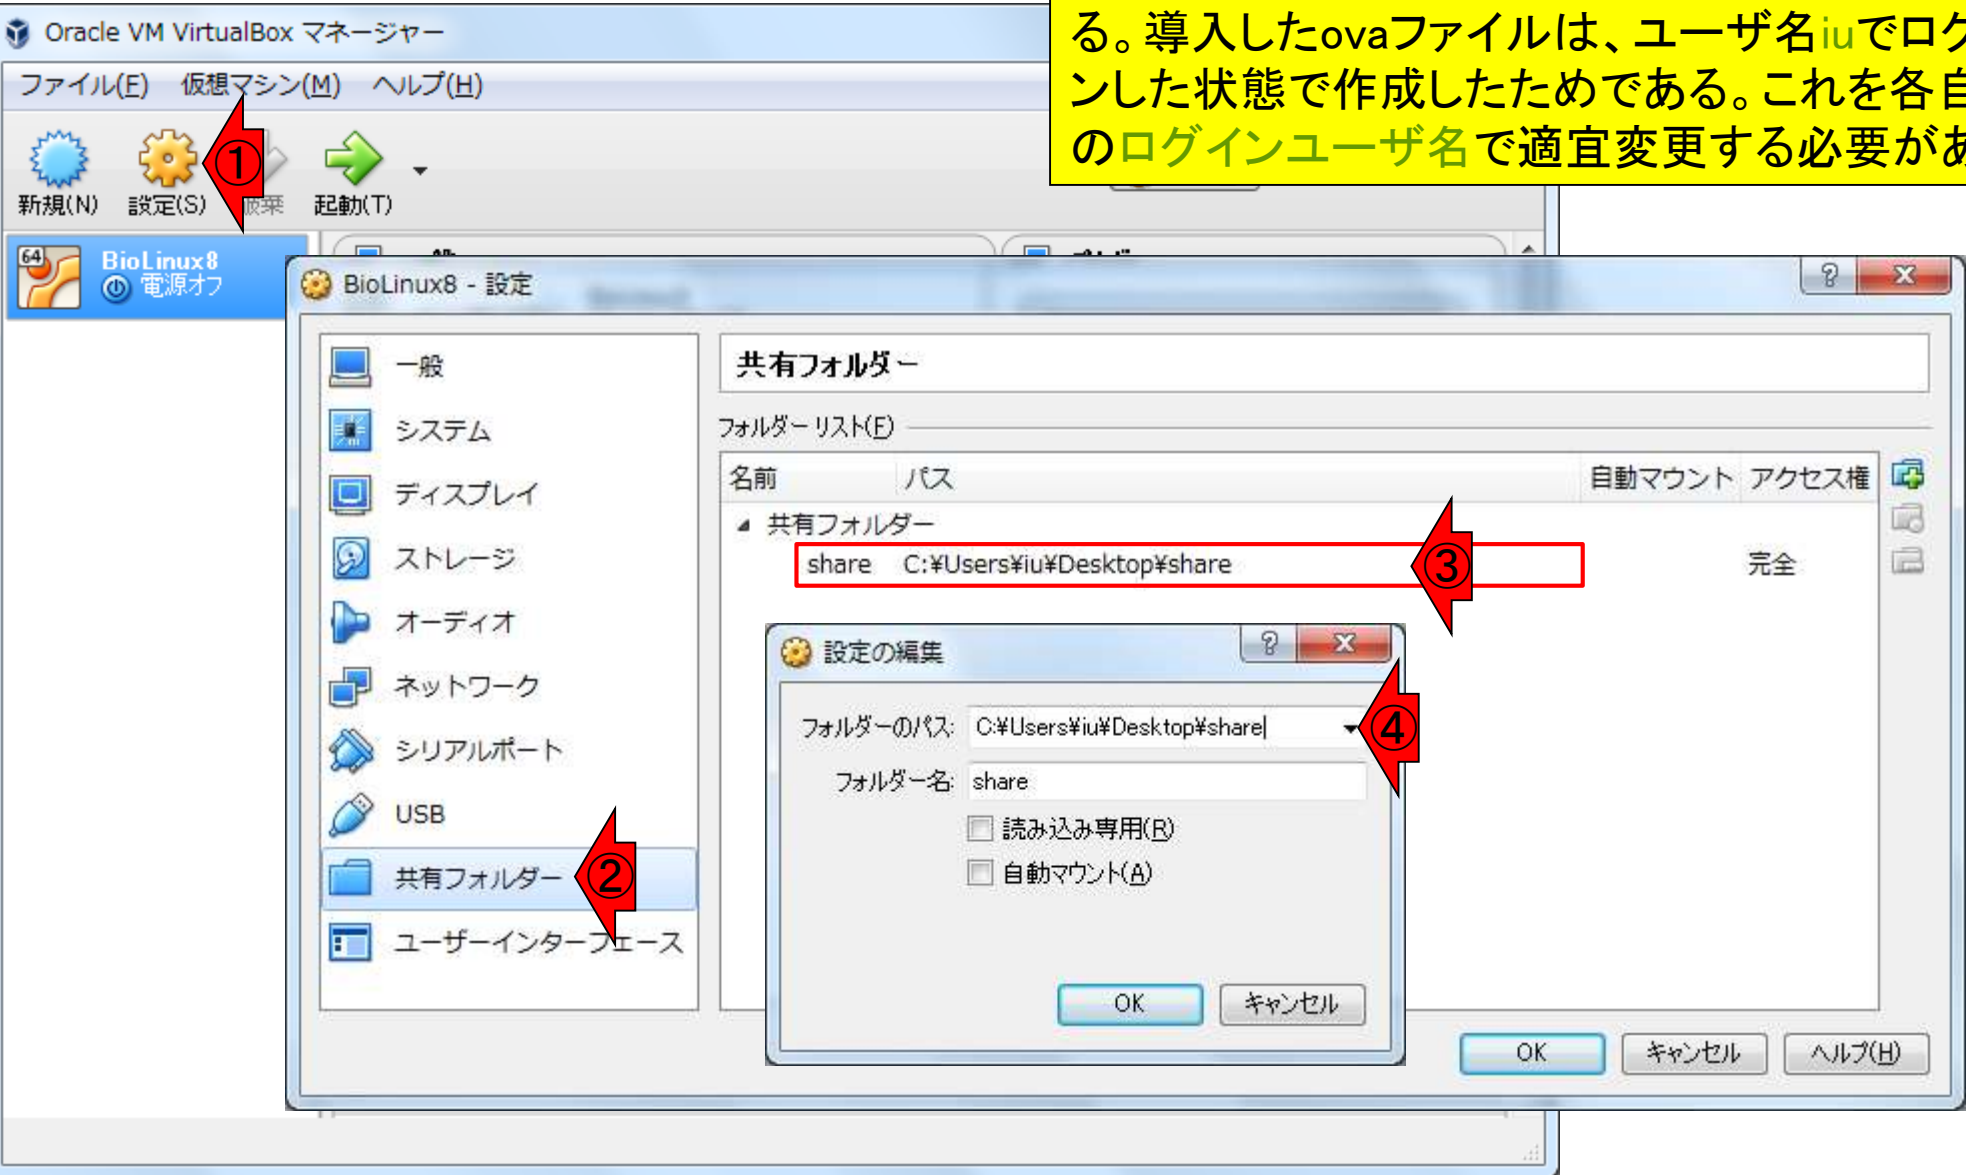 Oracle VM VirtualBox マネージャー
る。導入したovaファイルは、ユーザ名iuでログ
ンした状態で作成したためである。これを各自
のログインユーザ名で適宜変更する必要があ
ファイル(F) 仮想マシン(M) ヘルプ(H)
①
新規(N) 設定(S) 破棄 起動(T)
64
BioLinux8
電源オフ
BioLinux8 - 設定
一般
システム
ディスプレイ
ストレージ
オーディオ
ネットワーク
シリアルポート
USB
共有フォルダー ②
ユーザーインターフェース
共有フォルダー
フォルダー リスト(F)
名前 パス 自動マウント アクセス権
共有フォルダー
share C:¥Users¥iu¥Desktop¥share ③ 完全
設定の編集
フォルダーのパス: C:¥Users¥iu¥Desktop¥share ④
フォルダー名: share
読み込み専用(R)
自動マウント(A)
OK キャンセル
OK キャンセル ヘルプ(H)